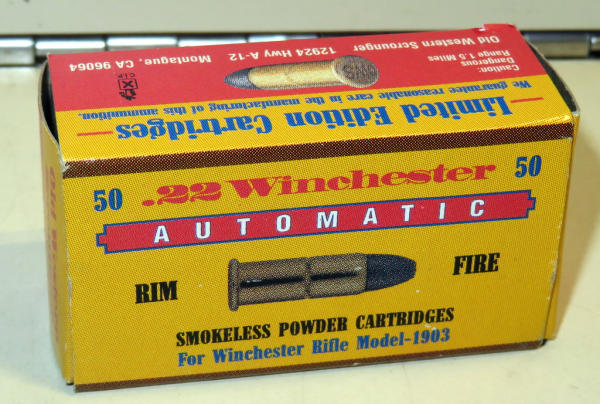 Old Western Scrounger
12924 Hwy A-12
Montague, CA 96064
Caution:
Dangerous
Range 1.5 Miles
CIP
We guarantee reasonable care in the manufacturing of this ammunition.
Limited Edition Cartridges
50 .22 Winchester 50
AUTOMATIC
RIM FIRE
SMOKELESS POWDER CARTRIDGES
For Winchester Rifle Model-1903